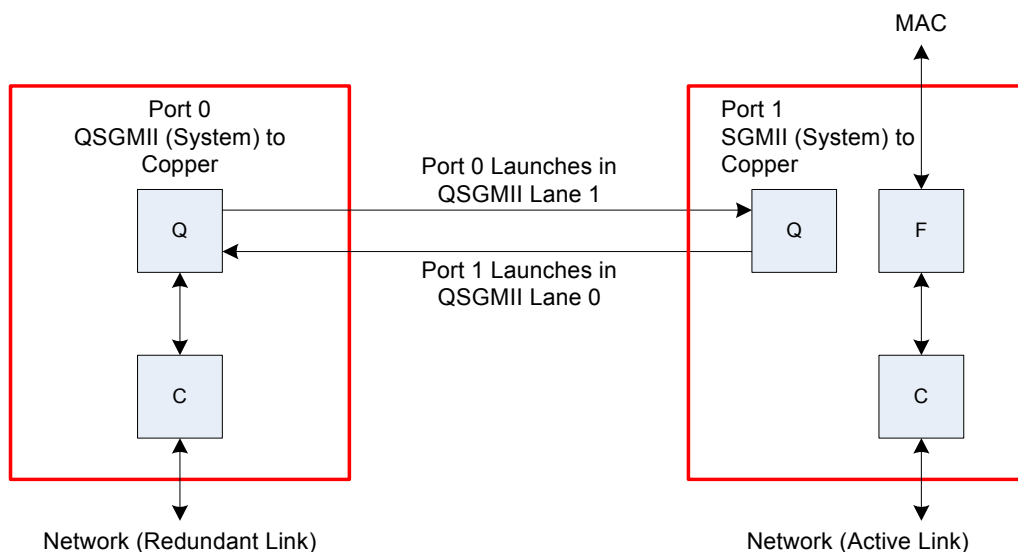 MAC
Port 0
QSGMII (System) to
Copper
Port 1
SGMII (System) to
Copper
Port 0 Launches in
QSGMII Lane 1
Q
Q
F
Port 1 Launches in
QSGMII Lane 0
C
C
Network (Redundant Link)
Network (Active Link)